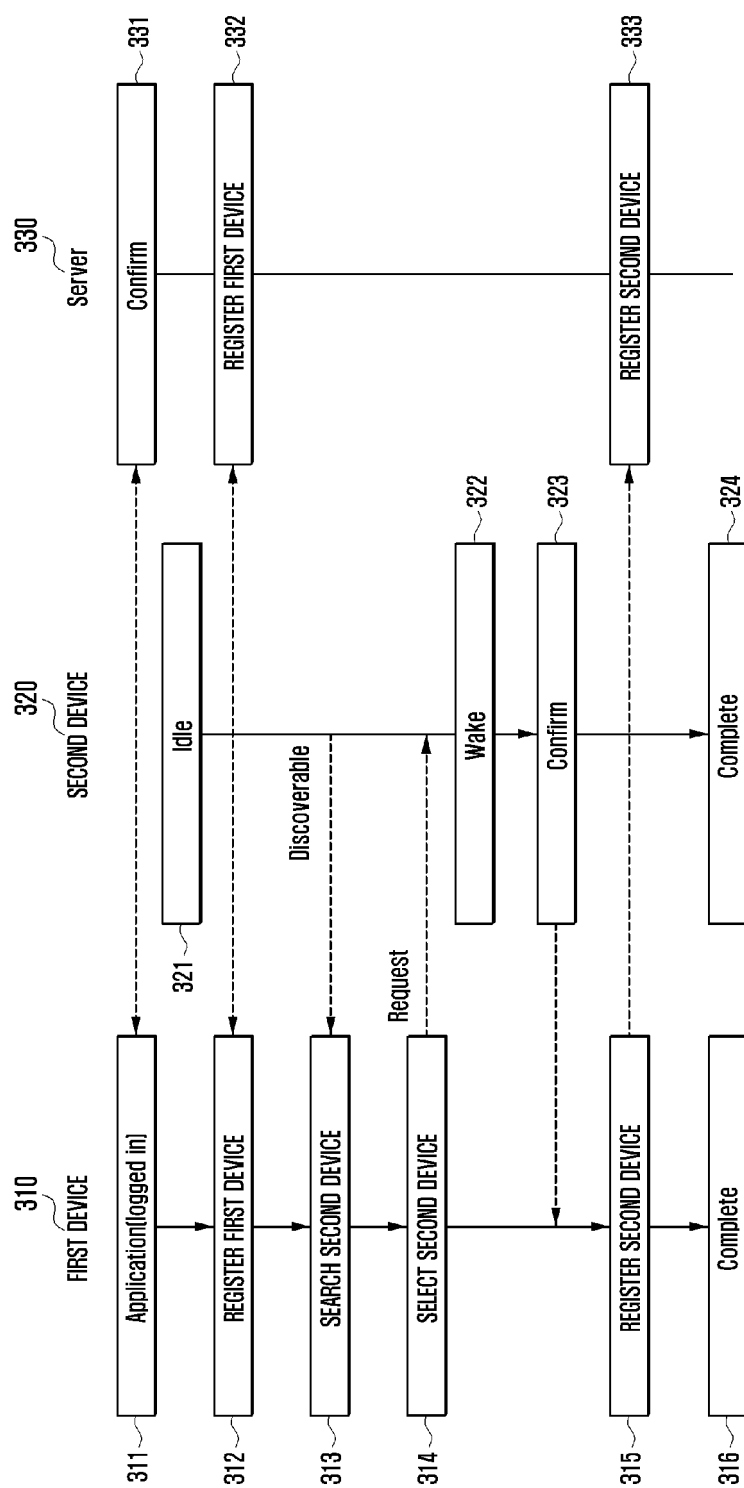 310
FIRST DEVICE
320
SECOND DEVICE
330
Server
311
Application(logged in)
Confirm
331
321
Idle
312
REGISTER FIRST DEVICE
REGISTER FIRST DEVICE
332
313
SEARCH SECOND DEVICE
Discoverable
314
SELECT SECOND DEVICE
Request
Wake
322
Confirm
323
315
REGISTER SECOND DEVICE
REGISTER SECOND DEVICE
333
316
Complete
Complete
324